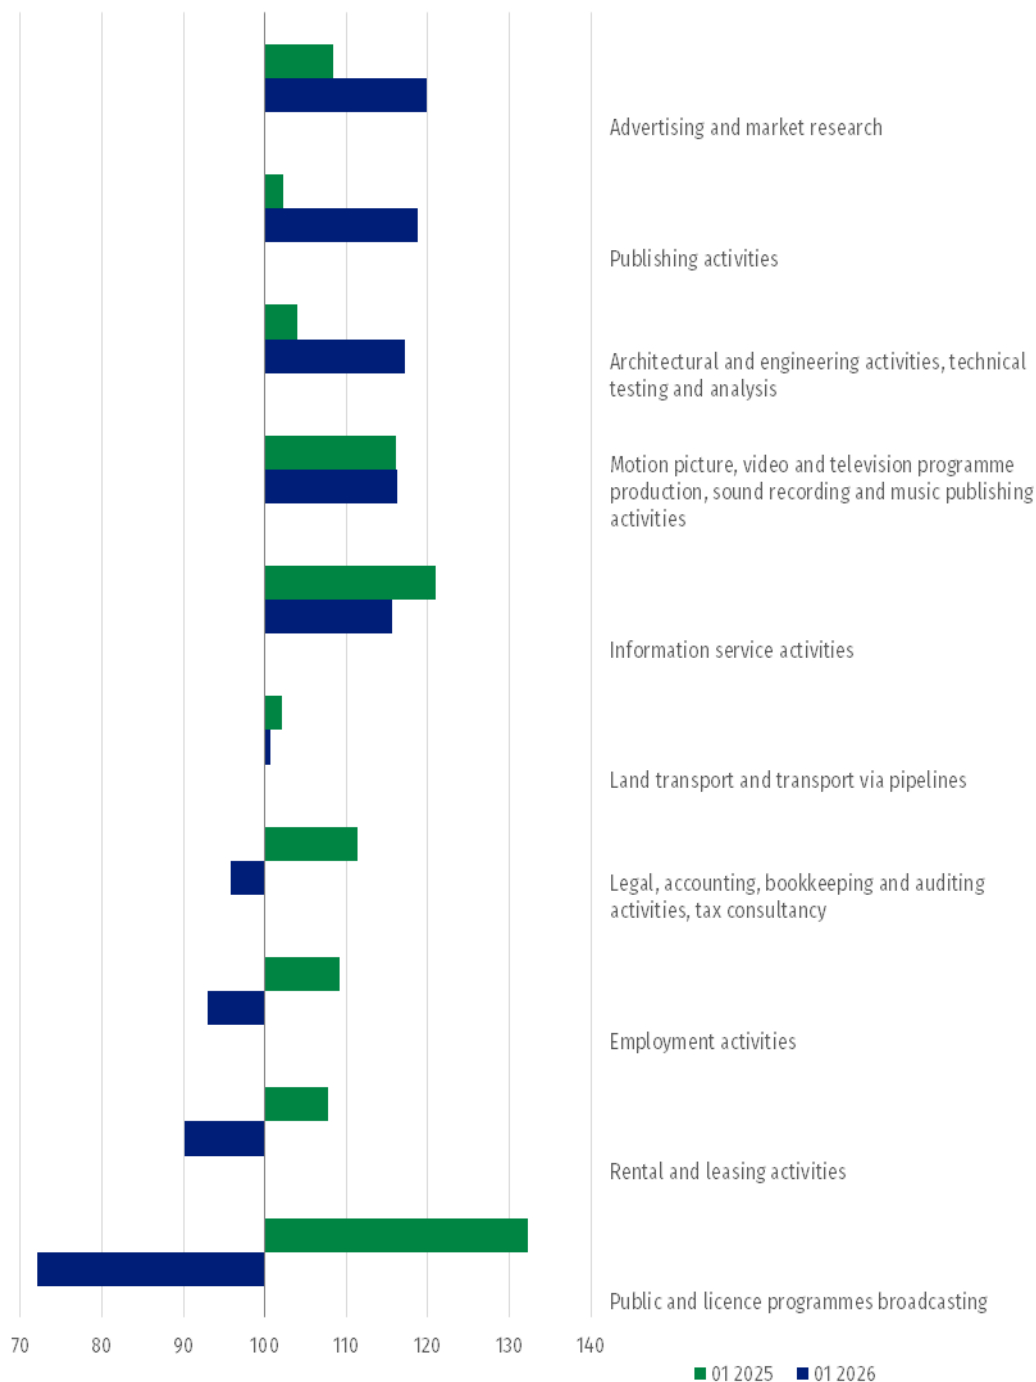 Advertising and market research
Publishing activities
Architectural and engineering activities, technical
testing and analysis
Motion picture, video and television programme
production, sound recording and music publishing
activities
Information service activities
Land transport and transport via pipelines
Legal, accounting, bookkeeping and auditing
activities, tax consultancy
Employment activities
Rental and leasing activities
Public and licence programmes broadcasting
70 80 90 100 110 120 130 140
01 2025 01 2026